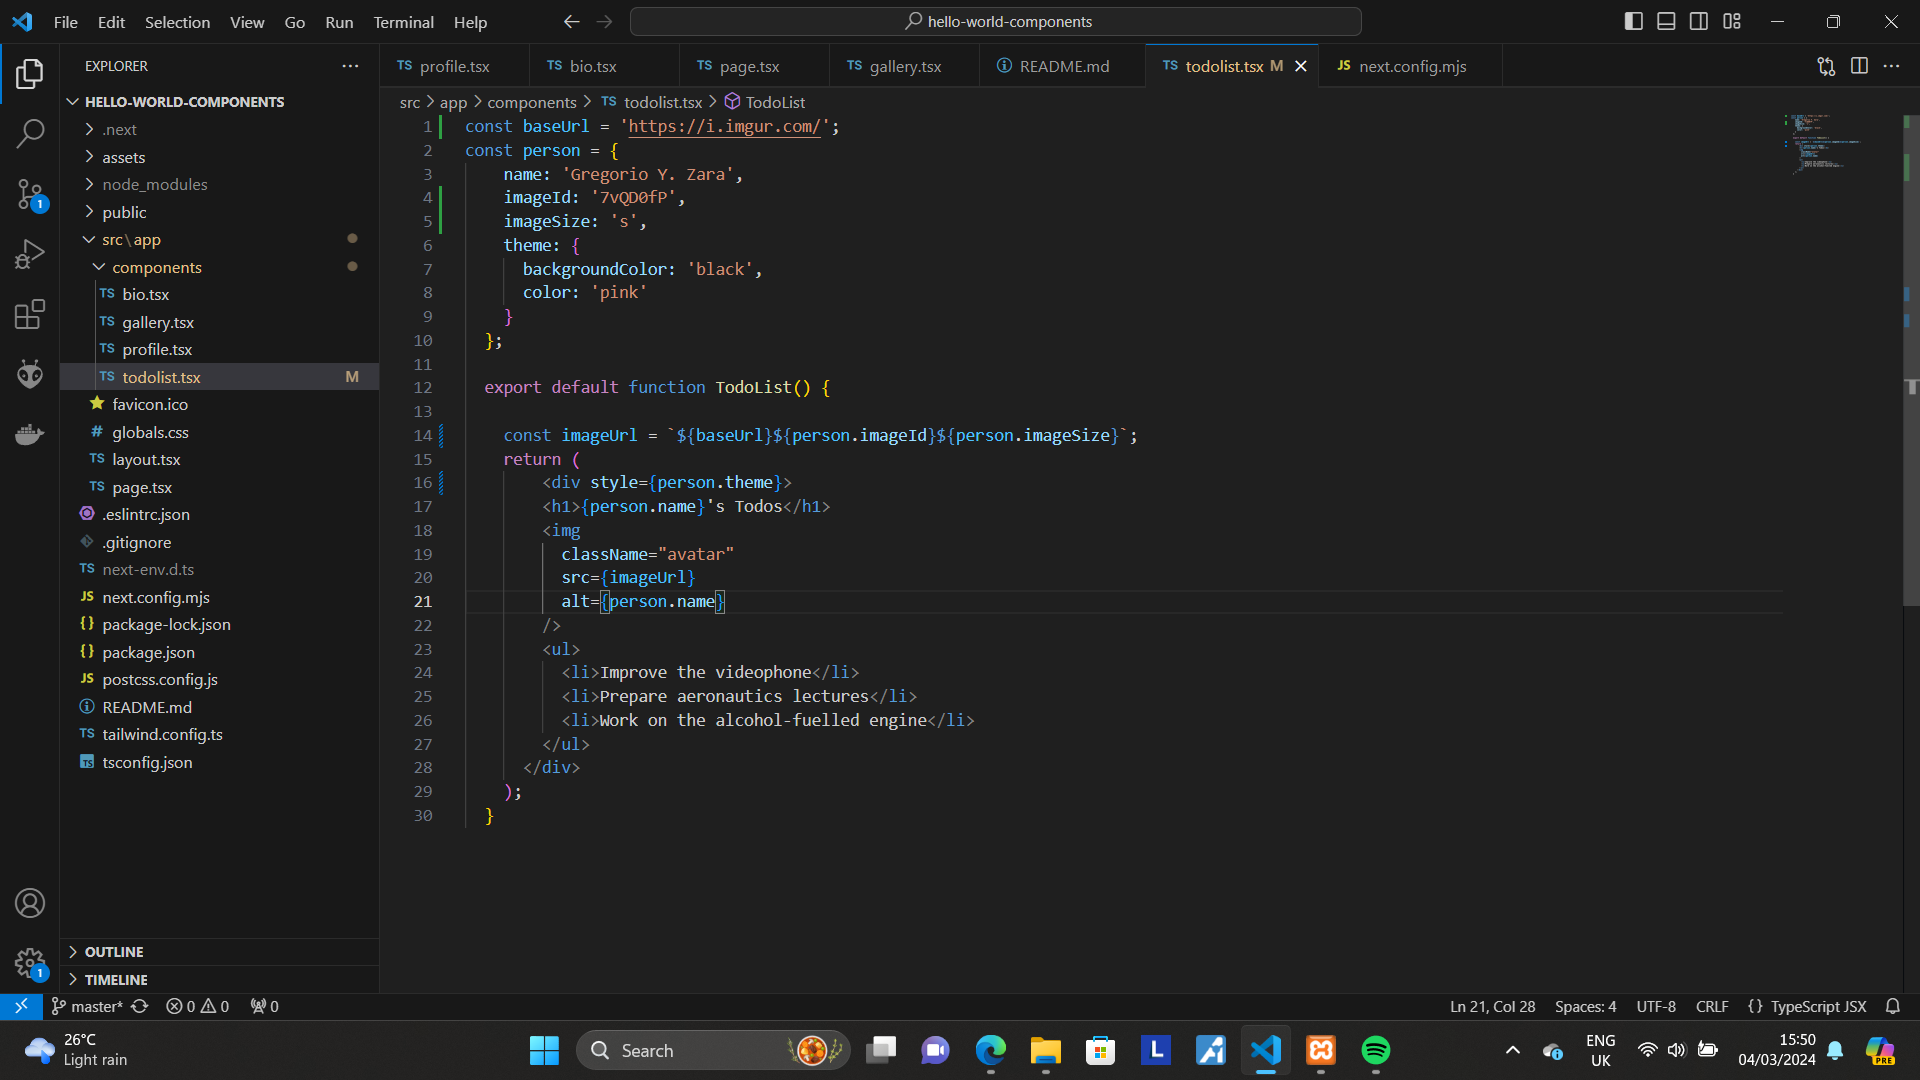 File Edit Selection View Go Run Terminal Help
hello-world-components
EXPLORER
HELLO-WORLD-COMPONENTS
.next
assets
node_modules
public
src\app
components
TS bio.tsx
TS gallery.tsx
TS profile.tsx
TS todolist.tsx M
favicon.ico
# globals.css
TS layout.tsx
TS page.tsx
.eslintrc.json
.gitignore
TS next-env.d.ts
JS next.config.mjs
{} package-lock.json
{} package.json
JS postcss.config.js
README.md
TS tailwind.config.ts
TS tsconfig.json
OUTLINE
TIMELINE
1
1
TS profile.tsx TS bio.tsx TS page.tsx TS gallery.tsx README.md TS todolist.tsx M JS next.config.mjs
src > app > components > TS todolist.tsx > TodoList
1 const baseUrl = 'https://i.imgur.com/';
2 const person = {
3 name: 'Gregorio Y. Zara',
4 imageId: '7vQD0fP',
5 imageSize: 's',
6 theme: {
7 backgroundColor: 'black',
8 color: 'pink'
9 }
10 };
11
12 export default function TodoList() {
13
14 const imageUrl = `${baseUrl}${person.imageId}${person.imageSize}`;
15 return (
16 <div style={person.theme}>
17 <h1>{person.name}'s Todos</h1>
18 <img
19 className="avatar"
20 src={imageUrl}
21 alt={person.name}
22 />
23 <ul>
24 <li>Improve the videophone</li>
25 <li>Prepare aeronautics lectures</li>
26 <li>Work on the alcohol-fuelled engine</li>
27 </ul>
28 </div>
29 );
30 }
master* 0 0 0 Ln 21, Col 28 Spaces: 4 UTF-8 CRLF {} TypeScript JSX
26°C
Light rain
Search
L
ENG
UK
15:50
04/03/2024
PRE